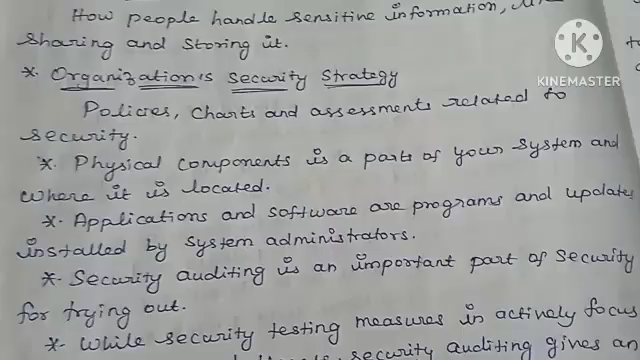 How people handle sensitive information,
sharing and storing it.
*. Organization's Security Strategy
Policies, charts and assessments related to
security.
*. Physical components is a parts of your system and
where it is located.
*. Applications and software are programs and updates
installed by system administrators.
*. Security auditing is an important part of security
for trying out.
*. While security testing measures in actively focus
security auditing gives an
K
KINEMASTER